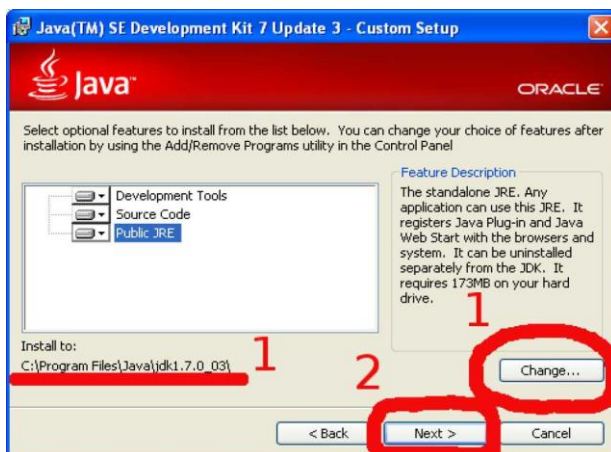 Java(TM) SE Development Kit 7 Update 3 - Custom Setup
Java™
ORACLE
Select optional features to install from the list below. You can change your choice of features after
installation by using the Add/Remove Programs utility in the Control Panel
Development Tools
Source Code
Public JRE
Feature Description
The standalone JRE. Any
application can use this JRE. It
registers Java Plug-in and Java
Web Start with the browsers and
system. It can be uninstalled
separately from the JDK. It
requires 173MB on your hard
drive.
1
Install to:
C:\Program Files\Java\jdk1.7.0_03\
1
Change...
2
< Back
Next >
Cancel